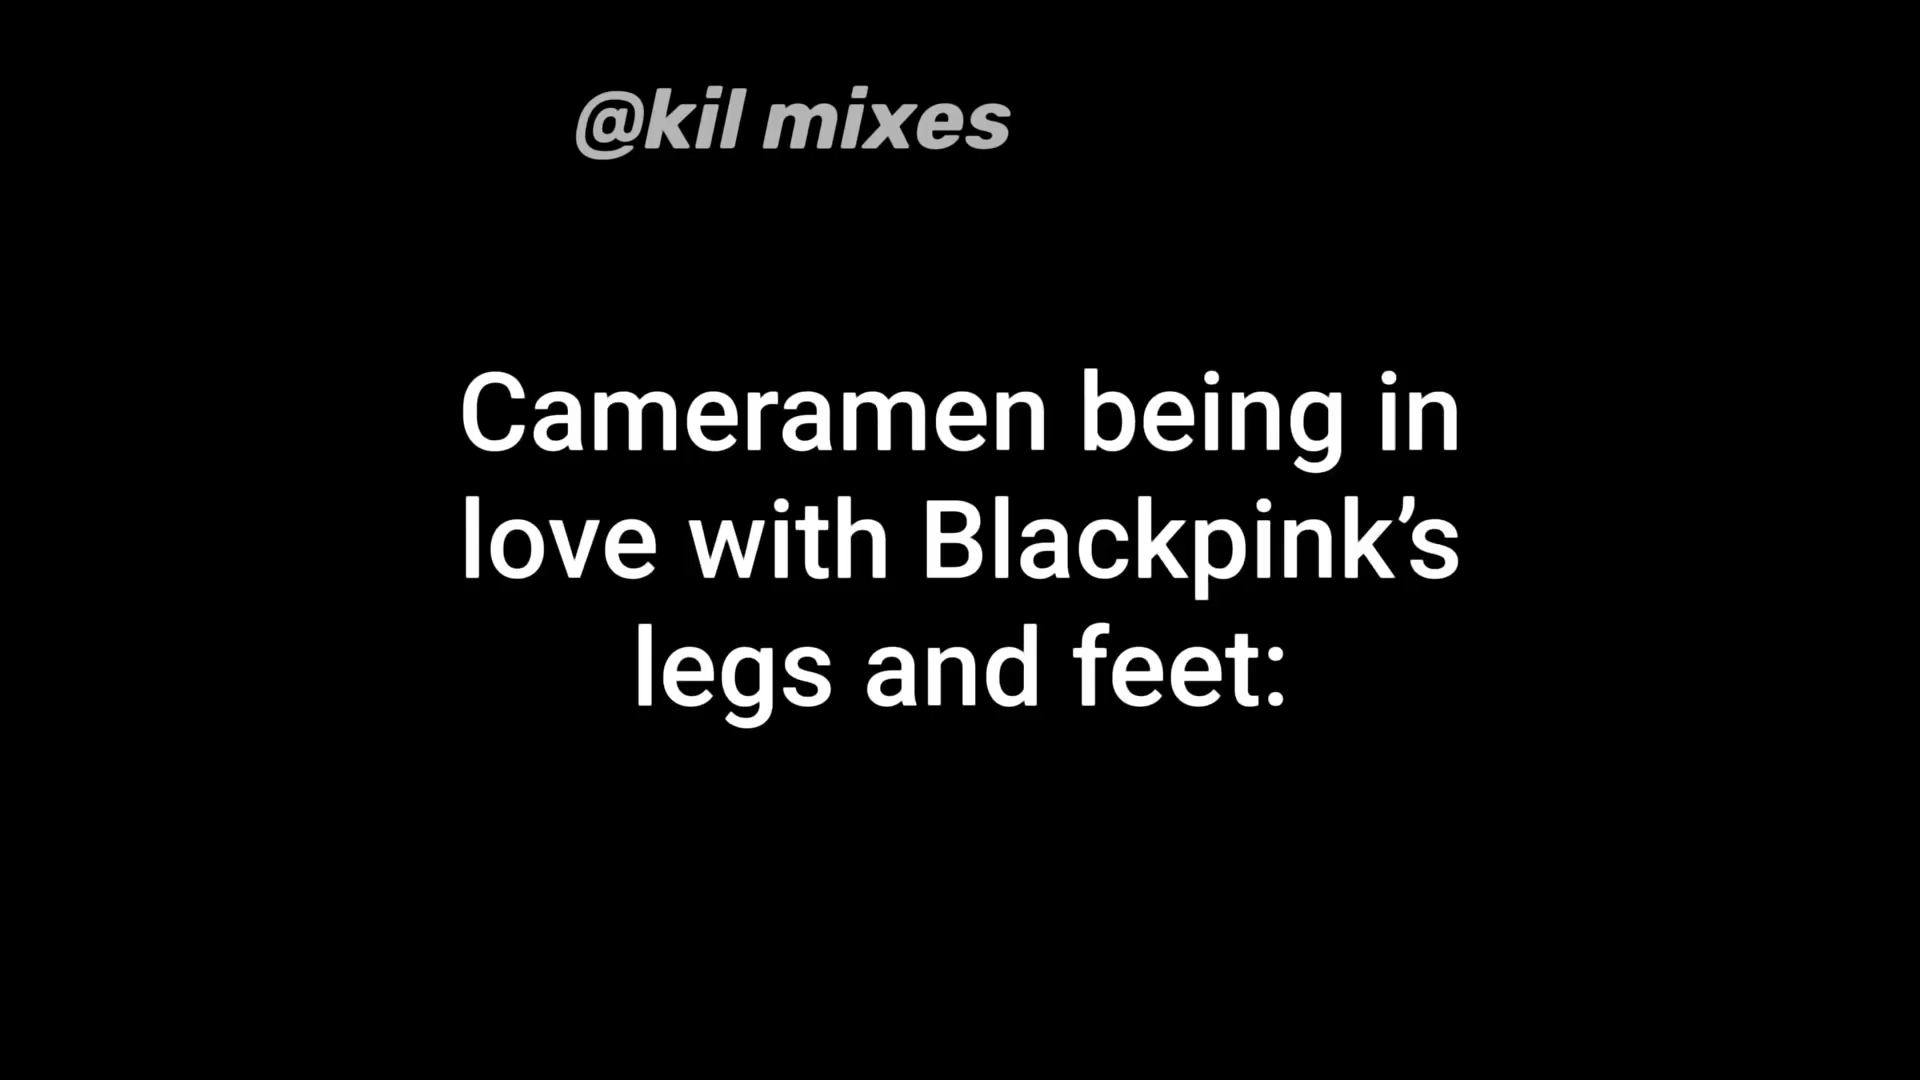 @kil mixes
Cameramen being in
love with Blackpink’s
legs and feet: